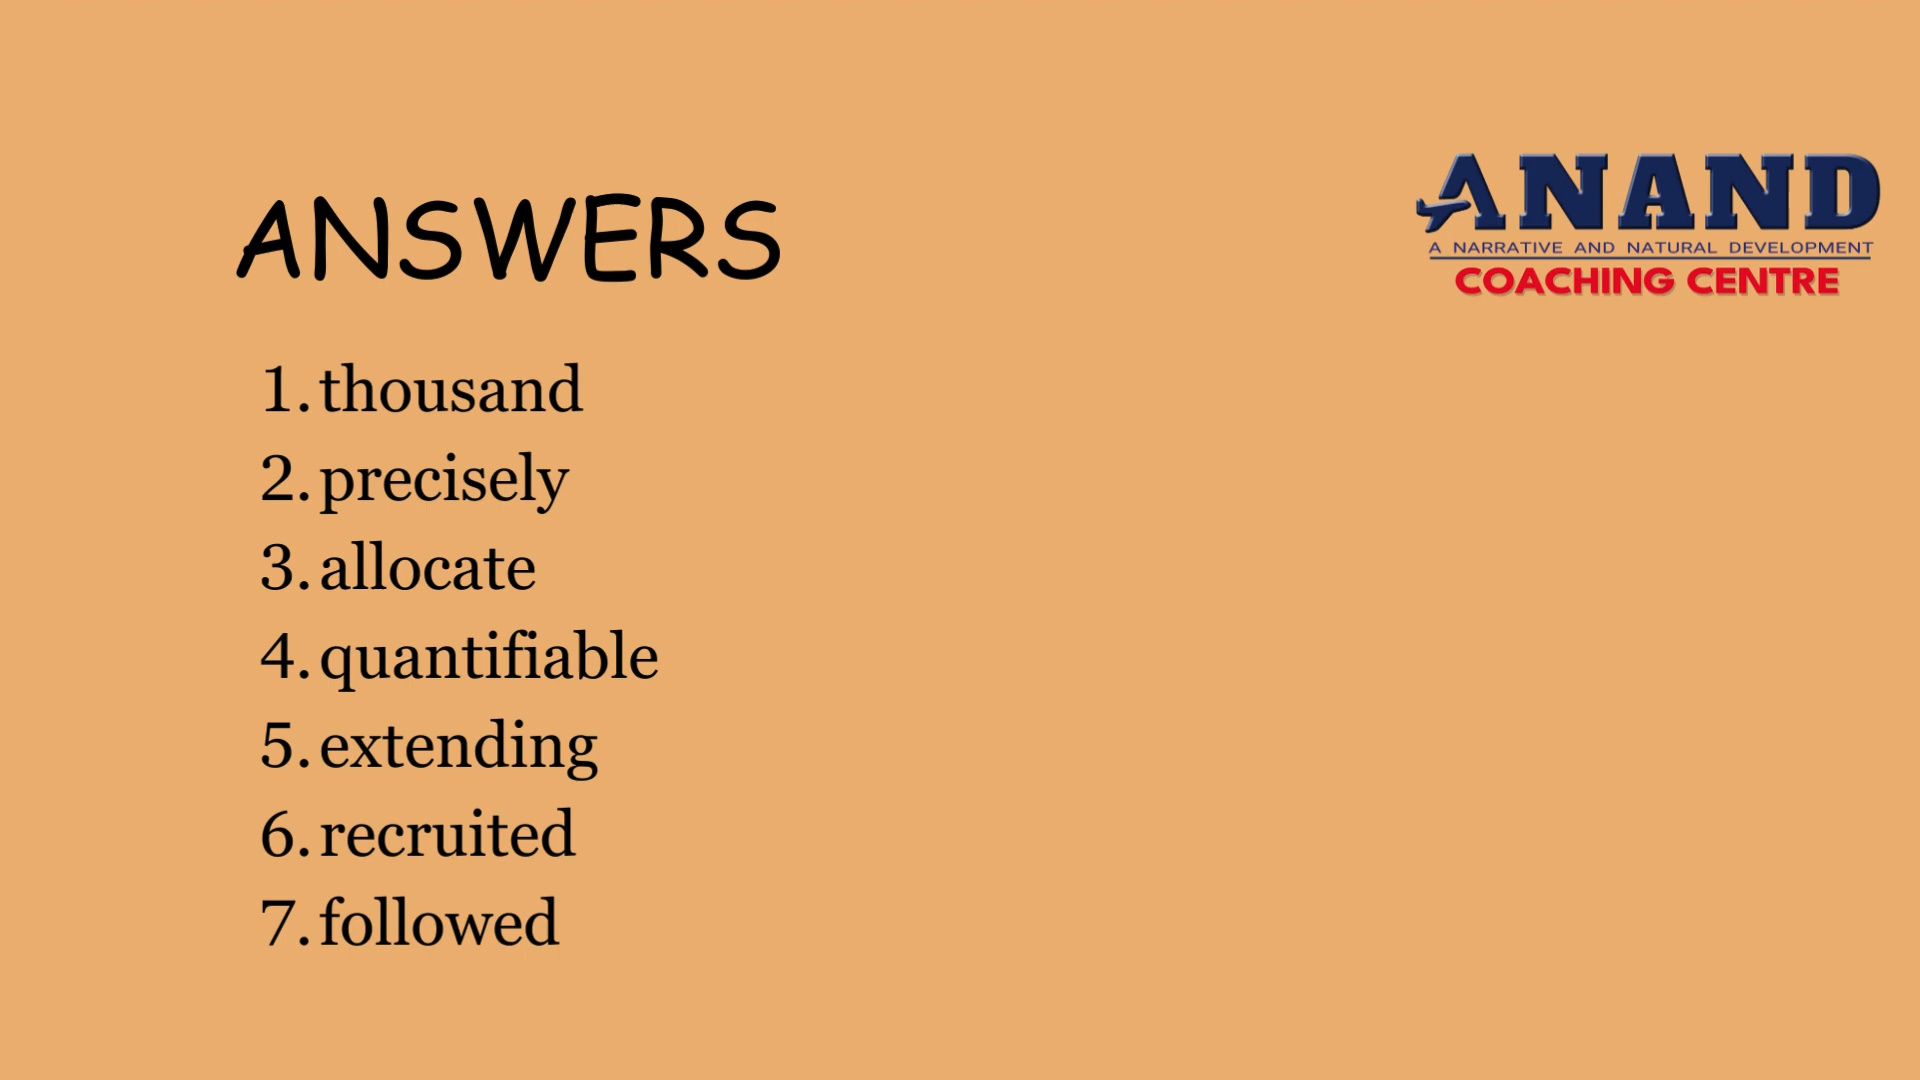 ANAND
A NARRATIVE AND NATURAL DEVELOPMENT
COACHING CENTRE
ANSWERS
1. thousand
2. precisely
3. allocate
4. quantifiable
5. extending
6. recruited
7. followed